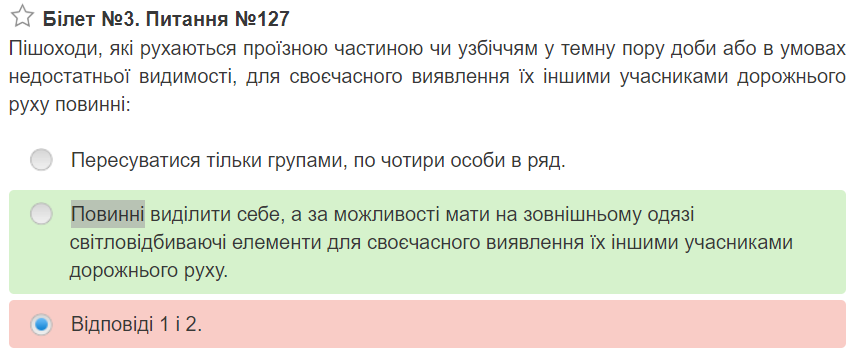 Білет №3. Питання №127
Пішоходи, які рухаються проїзною частиною чи узбіччям у темну пору доби або в умовах
недостатньої видимості, для своєчасного виявлення їх іншими учасниками дорожнього
руху повинні:
Пересуватися тільки групами, по чотири особи в ряд.
Повинні виділити себе, а за можливості мати на зовнішньому одязі
світловідбиваючі елементи для своєчасного виявлення їх іншими учасниками
дорожнього руху.
Відповіді 1 і 2.